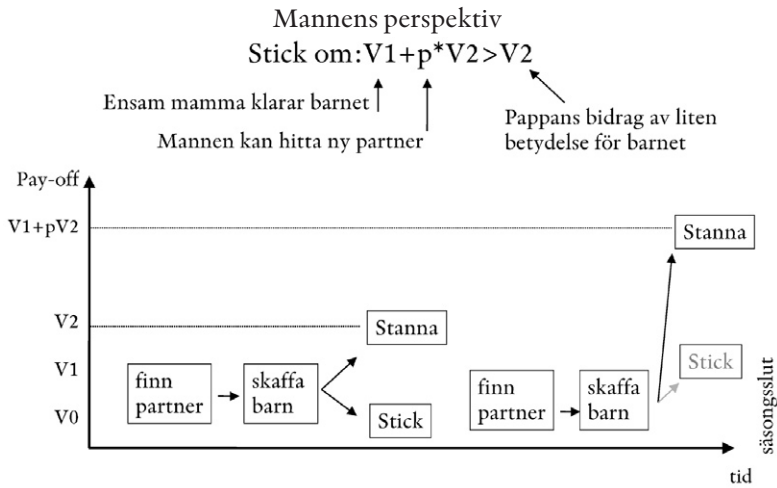 Mannens perspektiv
Stick om:V1+p*V2>V2
Ensam mamma klarar barnet
Mannen kan hitta ny partner
Pappans bidrag av liten
betydelse för barnet
Pay-off
V1+pV2
Stanna
V2
Stanna
V1
Stick
finn
partner
skaffa
barn
finn
partner
skaffa
barn
V0
Stick
säsongsslut
tid